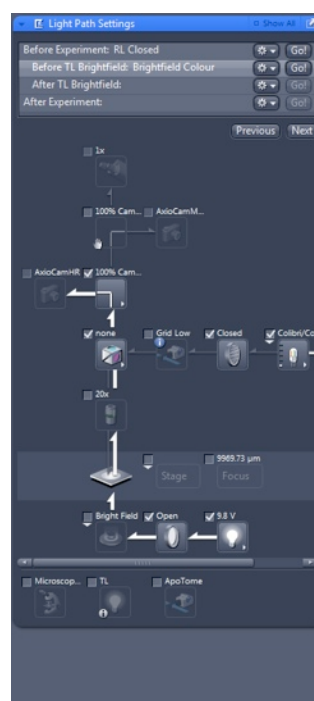 Light Path Settings Show All
Before Experiment: RL Closed Go!
Before TL Brightfield: Brightfield Colour Go!
After TL Brightfield: Go!
After Experiment: Go!
Previous Next
1x
100% Cam... AxioCamM...
AxioCamHR 100% Cam...
none Grid Low Closed Colibri/Co
20x
9969.73 µm
Stage Focus
Bright Field Open 9.8 V
Microscop... TL ApoTome